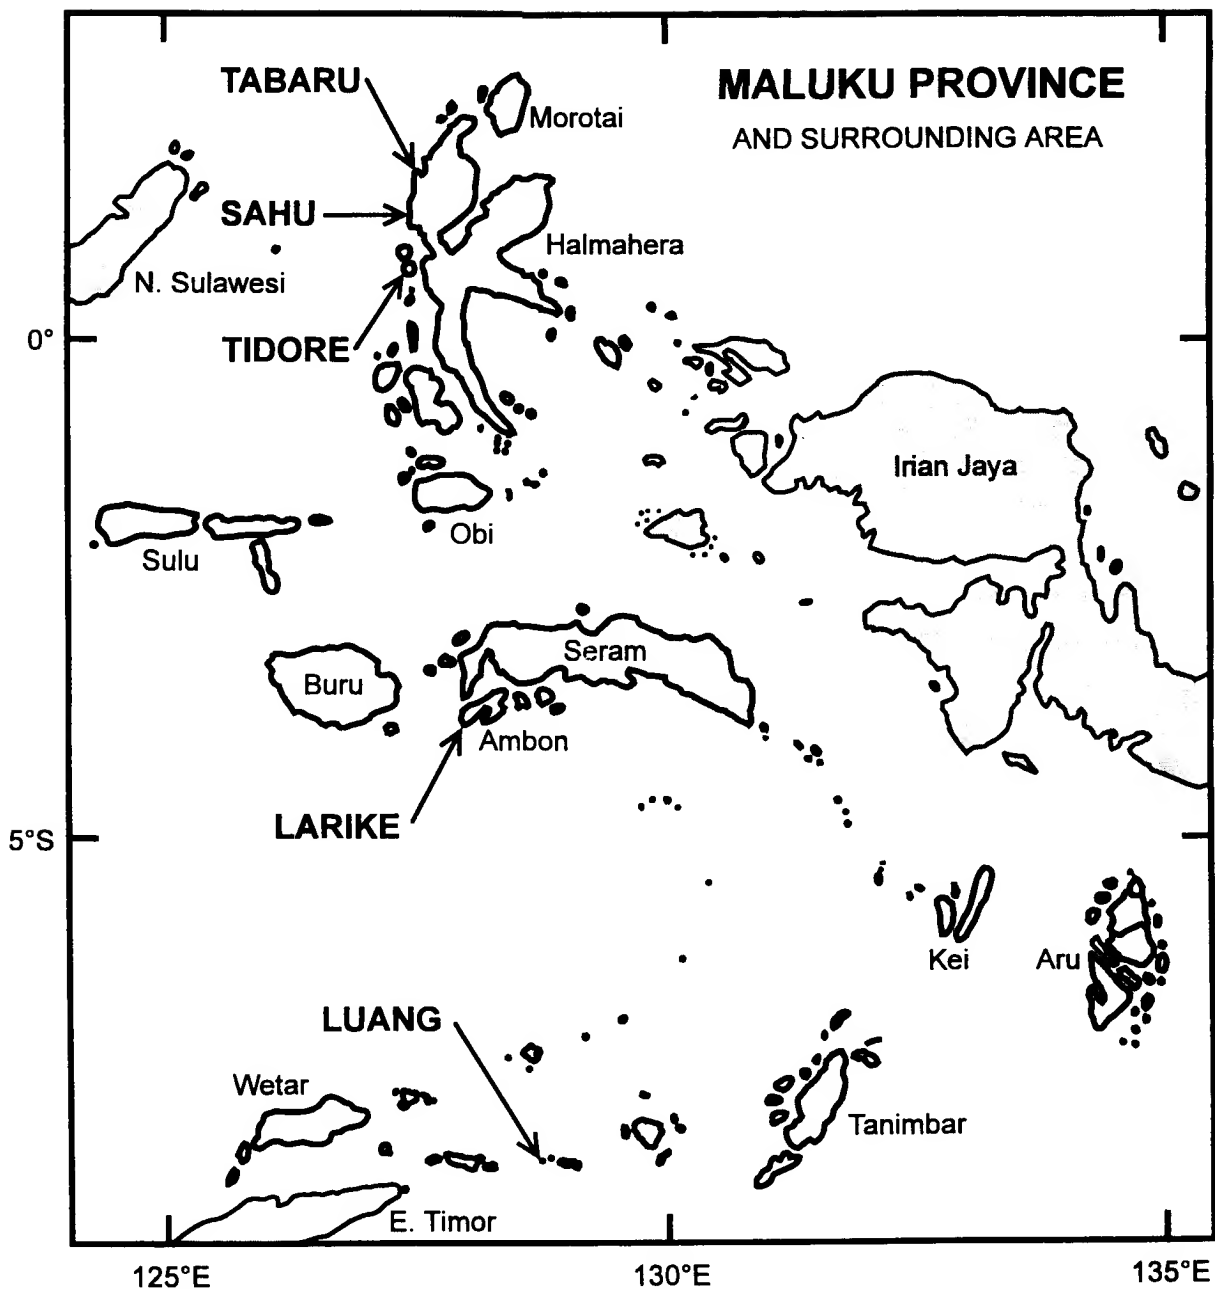 TABARU
MALUKU PROVINCE
AND SURROUNDING AREA
Morotai
SAHU
Halmahera
N. Sulawesi
0°
TIDORE
Irian Jaya
Obi
Sulu
Seram
Buru
Ambon
LARIKE
5°S
Kei
Aru
LUANG
Wetar
Tanimbar
E. Timor
125°E
130°E
135°E